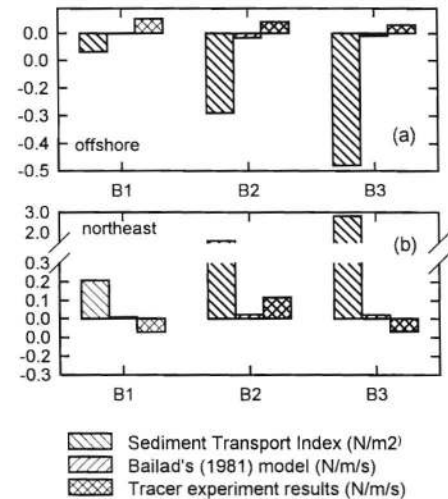 0.0
-0.0
-0.0
-0.3
-0.4
-0.5
offshore
(a)
B1
B2
B3
3.0
2.0
northeast
(b)
0.3
0.2
0.1
0.0
-0.0
-0.2
-0.3
B1
B2
B3
Sediment Transport Index (N/m2)
Bailad's (1981) model (N/m/s)
Tracer experiment results (N/m/s)